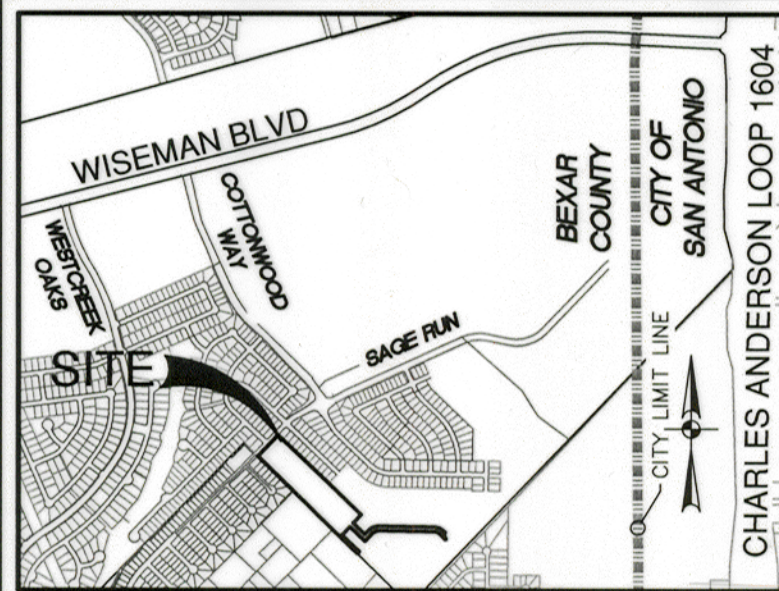 WISEMAN BLVD
COTTONWOOD
WAY
WESTCREEK
OAKS
SITE
SAGE RUN
BEXAR
COUNTY
CITY OF
SAN ANTONIO
CITY LIMIT LINE
CHARLES ANDERSON LOOP 1604